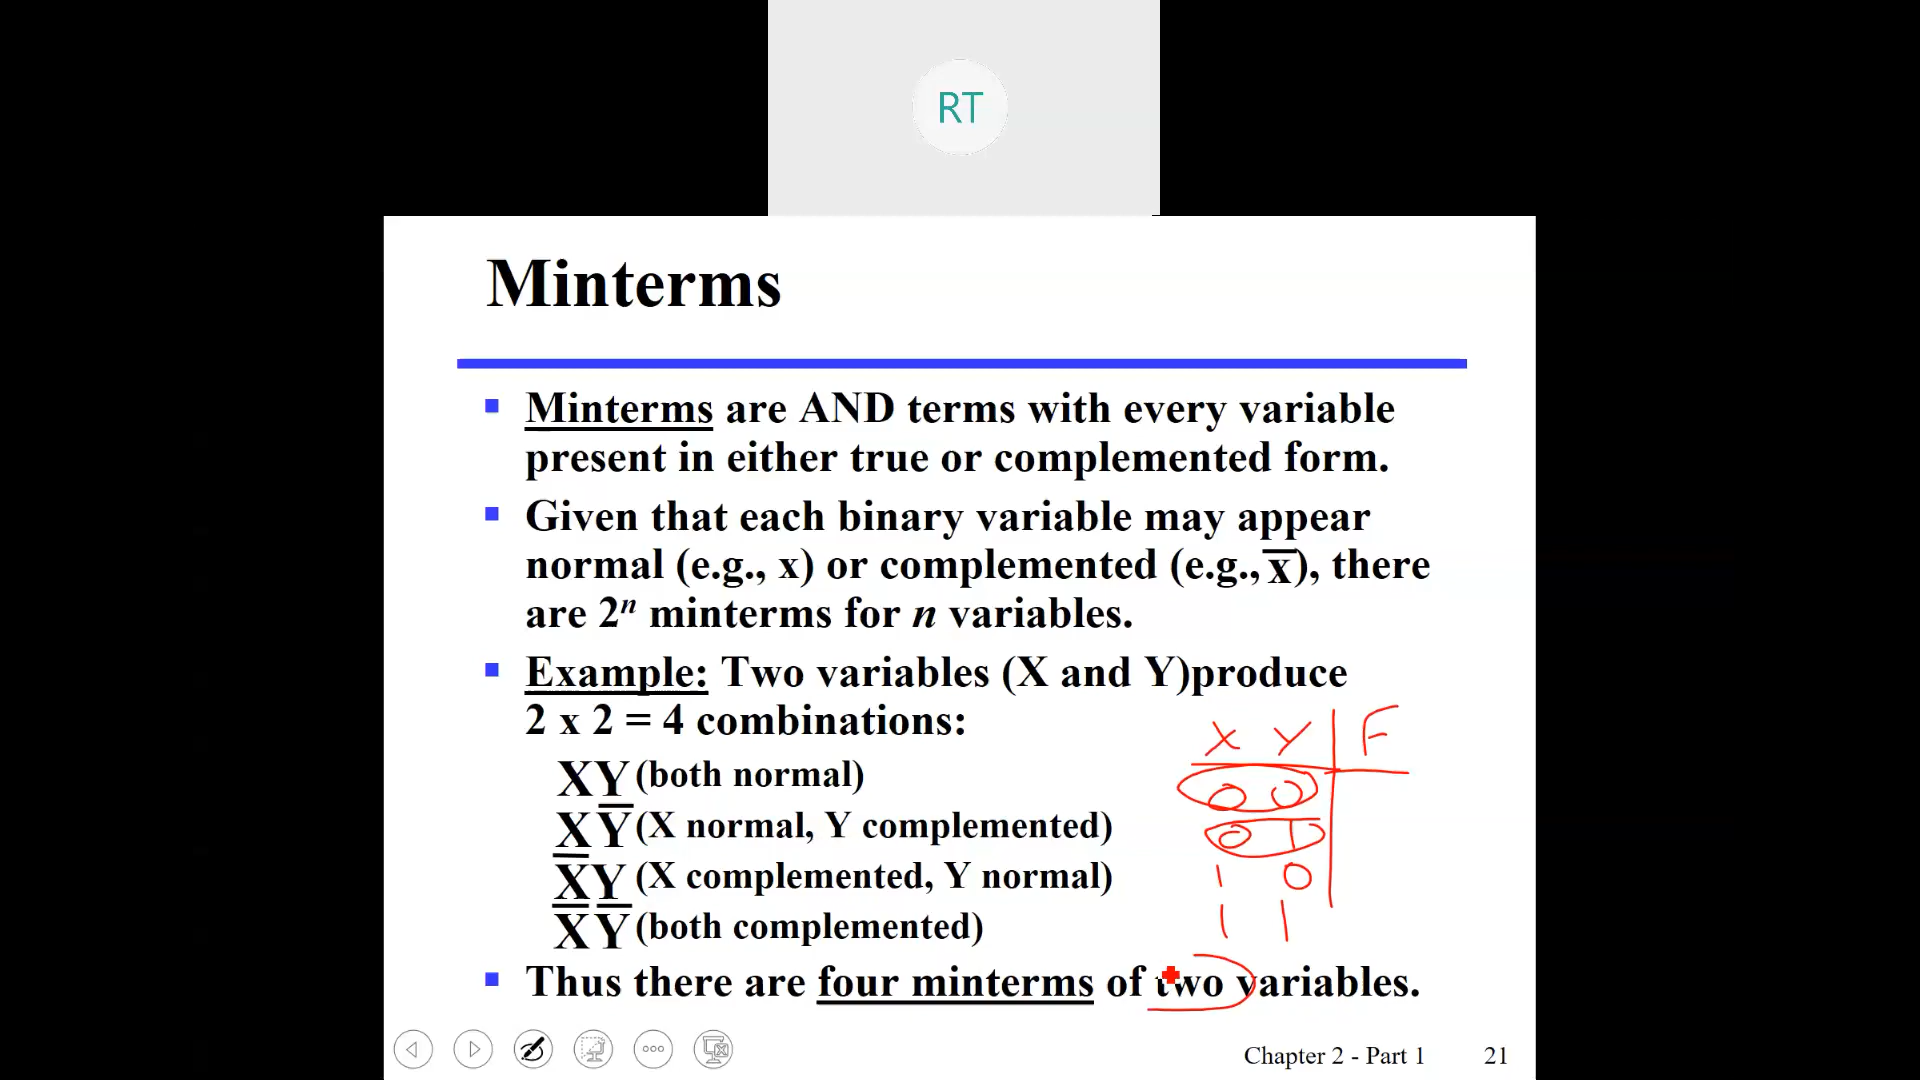 RT
Minterms
Minterms are AND terms with every variable
present in either true or complemented form.
Given that each binary variable may appear
normal (e.g., x) or complemented (e.g., x̅), there
are 2ⁿ minterms for n variables.
Example: Two variables (X and Y)produce
2 x 2 = 4 combinations:
X Y F
XY (both normal)
0 0
XY̅ (X normal, Y complemented)
0 1
X̅Y (X complemented, Y normal)
1 0
X̅Y̅ (both complemented)
1 1
Thus there are four minterms of two variables.
Chapter 2 - Part 1 21